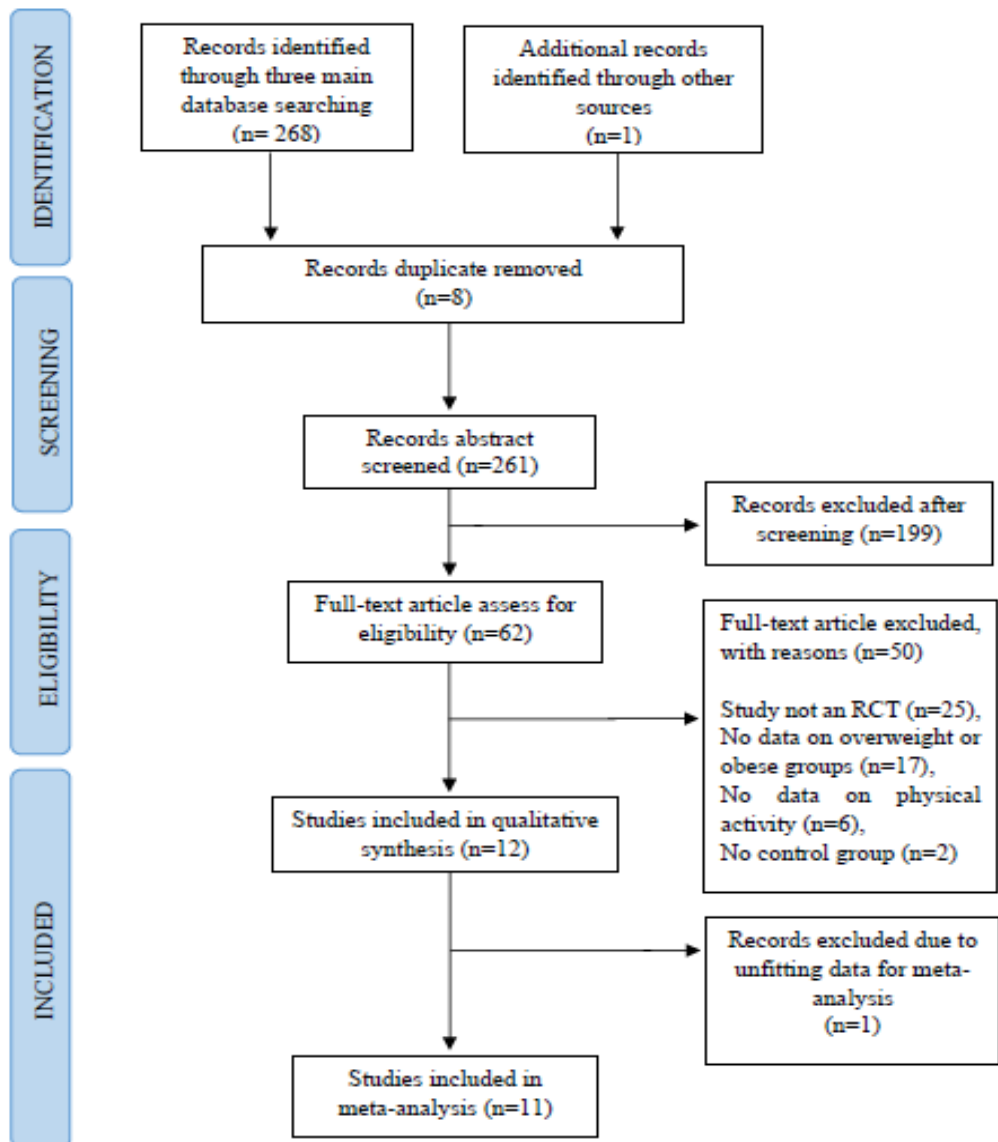 IDENTIFICATION
Records identified
through three main
database searching
(n= 268)
Additional records
identified through other
sources
(n=1)
Records duplicate removed
(n=8)
SCREENING
Records abstract
screened (n=261)
Records excluded after
screening (n=199)
ELIGIBILITY
Full-text article assess for
eligibility (n=62)
Full-text article excluded,
with reasons (n=50)
Study not an RCT (n=25),
No data on overweight or
obese groups (n=17),
No data on physical
activity (n=6),
No control group (n=2)
INCLUDED
Studies included in qualitative
synthesis (n=12)
Records excluded due to
unfitting data for meta-
analysis
(n=1)
Studies included in
meta-analysis (n=11)